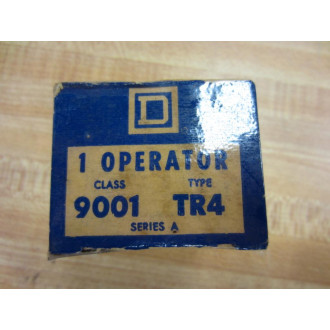 D
1 OPERATOR
CLASS TYPE
9001 TR4
SERIES A